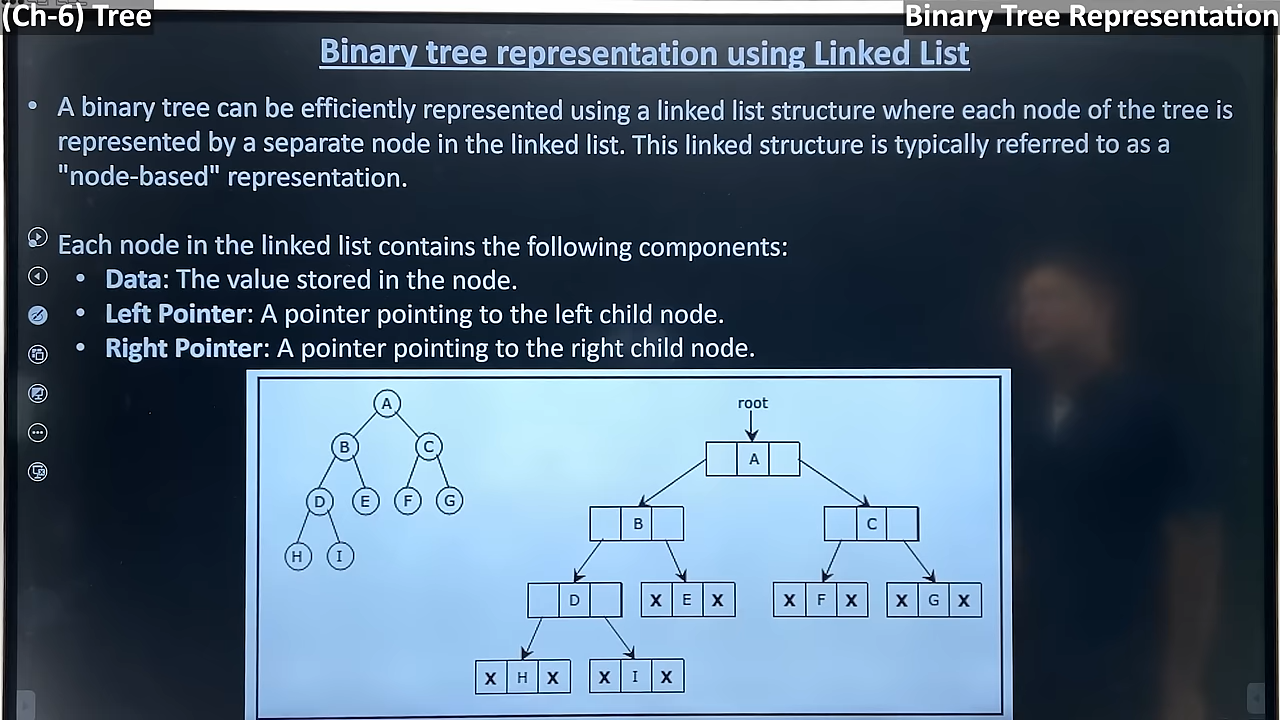 (Ch-6) Tree
Binary Tree Representation
Binary tree representation using Linked List
• A binary tree can be efficiently represented using a linked list structure where each node of the tree is
represented by a separate node in the linked list. This linked structure is typically referred to as a
"node-based" representation.
Each node in the linked list contains the following components:
• Data: The value stored in the node.
• Left Pointer: A pointer pointing to the left child node.
• Right Pointer: A pointer pointing to the right child node.
A
B C
D E F G
H I
root
A
B C
D X E X X F X X G X
X H X X I X